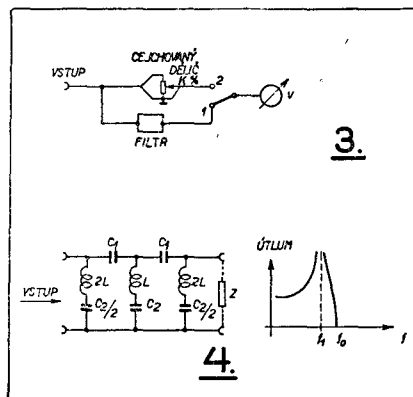 CEJCHOVANÝ
DĚLIČ
K %
VSTUP
2
1
V
FILTR
3.
C1 C1
ÚTLUM
2L L 2L
Z
VSTUP
C2/2 C2 C2/2
f1 f0 f
4.